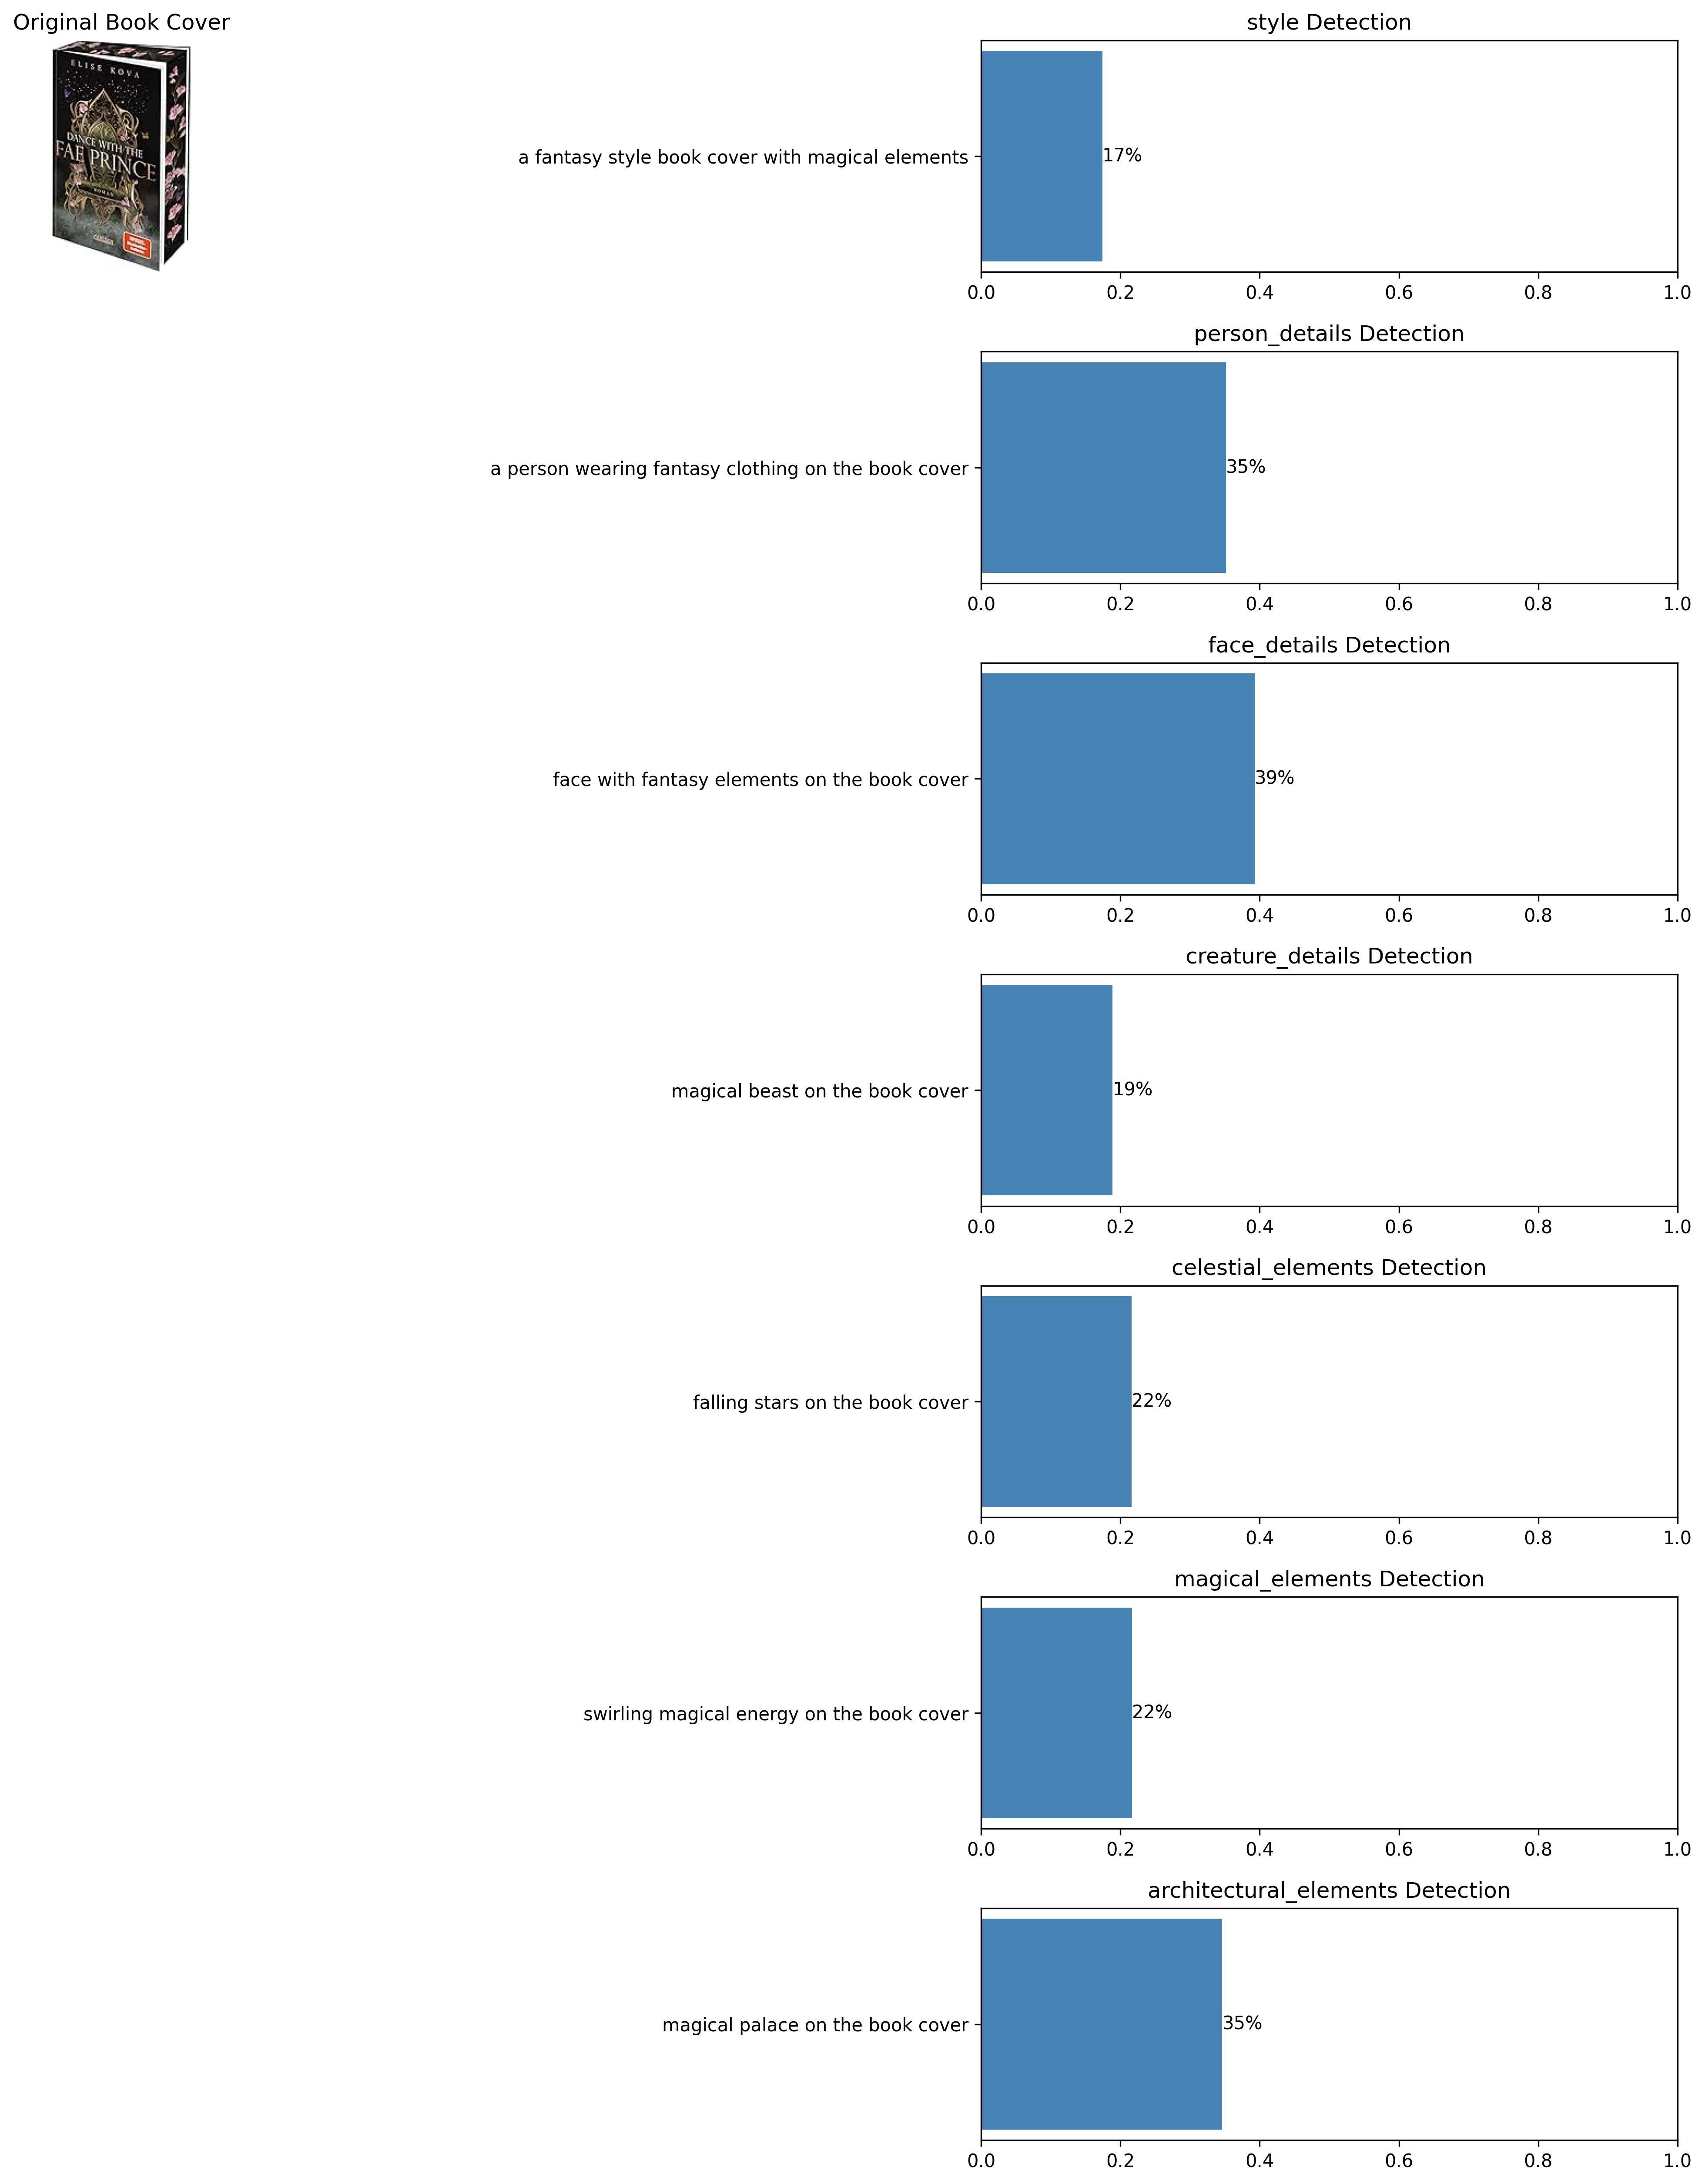 Original Book Cover
ELISE KOVA
DANCE WITH THE
FAE PRINCE
ROMAN
CARLSEN
SPIEGEL
Bestseller-
style Detection
a fantasy style book cover with magical elements
17%
0.0 0.2 0.4 0.6 0.8 1.0
person_details Detection
a person wearing fantasy clothing on the book cover
35%
0.0 0.2 0.4 0.6 0.8 1.0
face_details Detection
face with fantasy elements on the book cover
39%
0.0 0.2 0.4 0.6 0.8 1.0
creature_details Detection
magical beast on the book cover
19%
0.0 0.2 0.4 0.6 0.8 1.0
celestial_elements Detection
falling stars on the book cover
22%
0.0 0.2 0.4 0.6 0.8 1.0
magical_elements Detection
swirling magical energy on the book cover
22%
0.0 0.2 0.4 0.6 0.8 1.0
architectural_elements Detection
magical palace on the book cover
35%
0.0 0.2 0.4 0.6 0.8 1.0